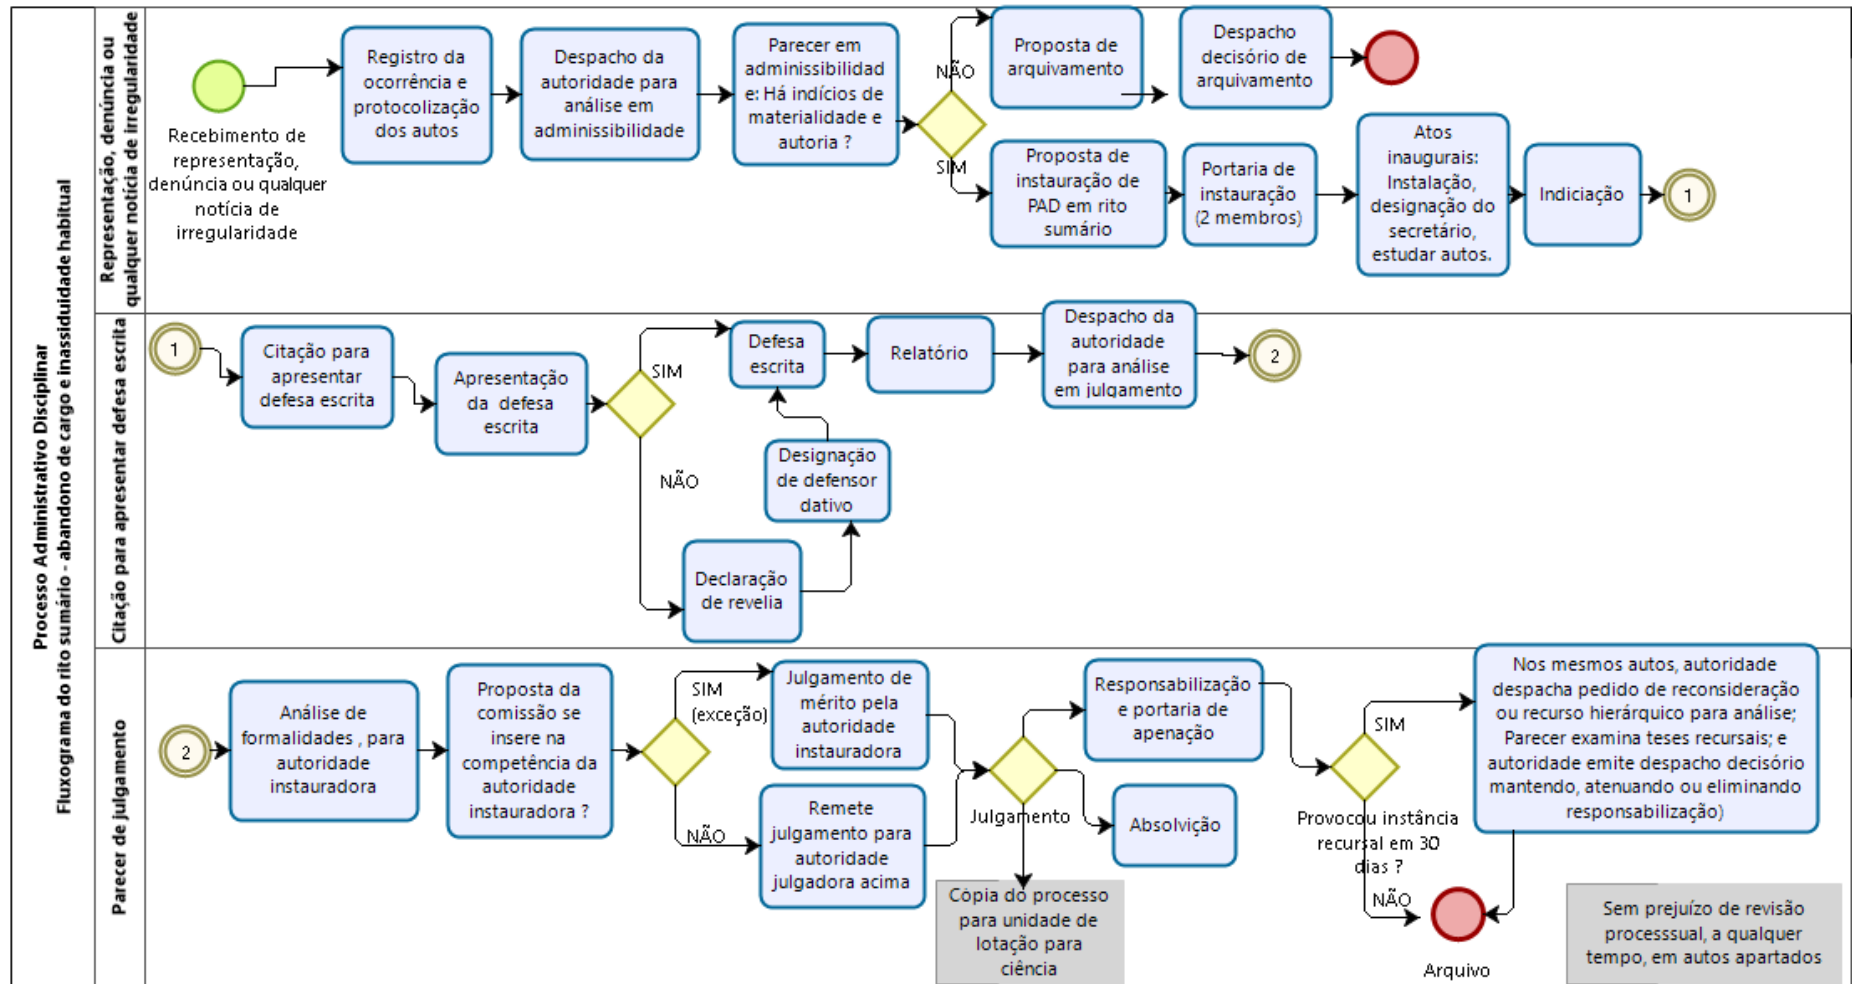 Processo Administrativo Disciplinar
Fluxograma do rito sumário - abandono de cargo e inassiduidade habitual
Representação, denúncia ou
qualquer notícia de irregularidade
Recebimento de
representação,
denúncia ou qualquer
notícia de
irregularidade
Registro da
ocorrência e
protocolização
dos autos
Despacho da
autoridade para
análise em
adminissibilidade
Parecer em
adminissibilidad
e: Há indícios de
materialidade e
autoria ?
NÃO
SIM
Proposta de
arquivamento
Despacho
decisório de
arquivamento
Proposta de
instauração de
PAD em rito
sumário
Portaria de
instauração
(2 membros)
Atos
inaugurais:
Instalação,
designação do
secretário,
estudar autos.
Indiciação
1
Citação para apresentar defesa escrita
1
Citação para
apresentar
defesa escrita
Apresentação
da defesa
escrita
SIM
NÃO
Defesa
escrita
Relatório
Despacho da
autoridade
para análise
em julgamento
2
Designação
de defensor
dativo
Declaração
de revelia
Parecer de julgamento
2
Análise de
formalidades , para
autoridade
instauradora
Proposta da
comissão se
insere na
competência da
autoridade
instauradora ?
SIM
(exceção)
NÃO
Julgamento de
mérito pela
autoridade
instauradora
Remete
julgamento para
autoridade
julgadora acima
Julgamento
Responsabilização
e portaria de
apenação
Absolvição
Cópia do processo
para unidade de
lotação para
ciência
Provocou instância
recursal em 30
dias ?
SIM
NÃO
Nos mesmos autos, autoridade
despacha pedido de reconsideração
ou recurso hierárquico para análise;
Parecer examina teses recursais; e
autoridade emite despacho decisório
mantendo, atenuando ou eliminando
responsabilização)
Arquivo
Sem prejuízo de revisão
processsual, a qualquer
tempo, em autos apartados